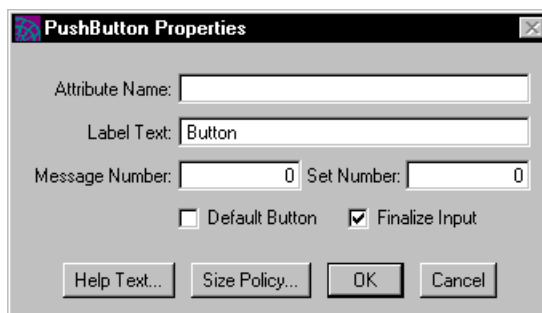 PushButton Properties
Attribute Name:
Label Text: Button
Message Number: 0 Set Number: 0
Default Button Finalize Input
Help Text... Size Policy... OK Cancel